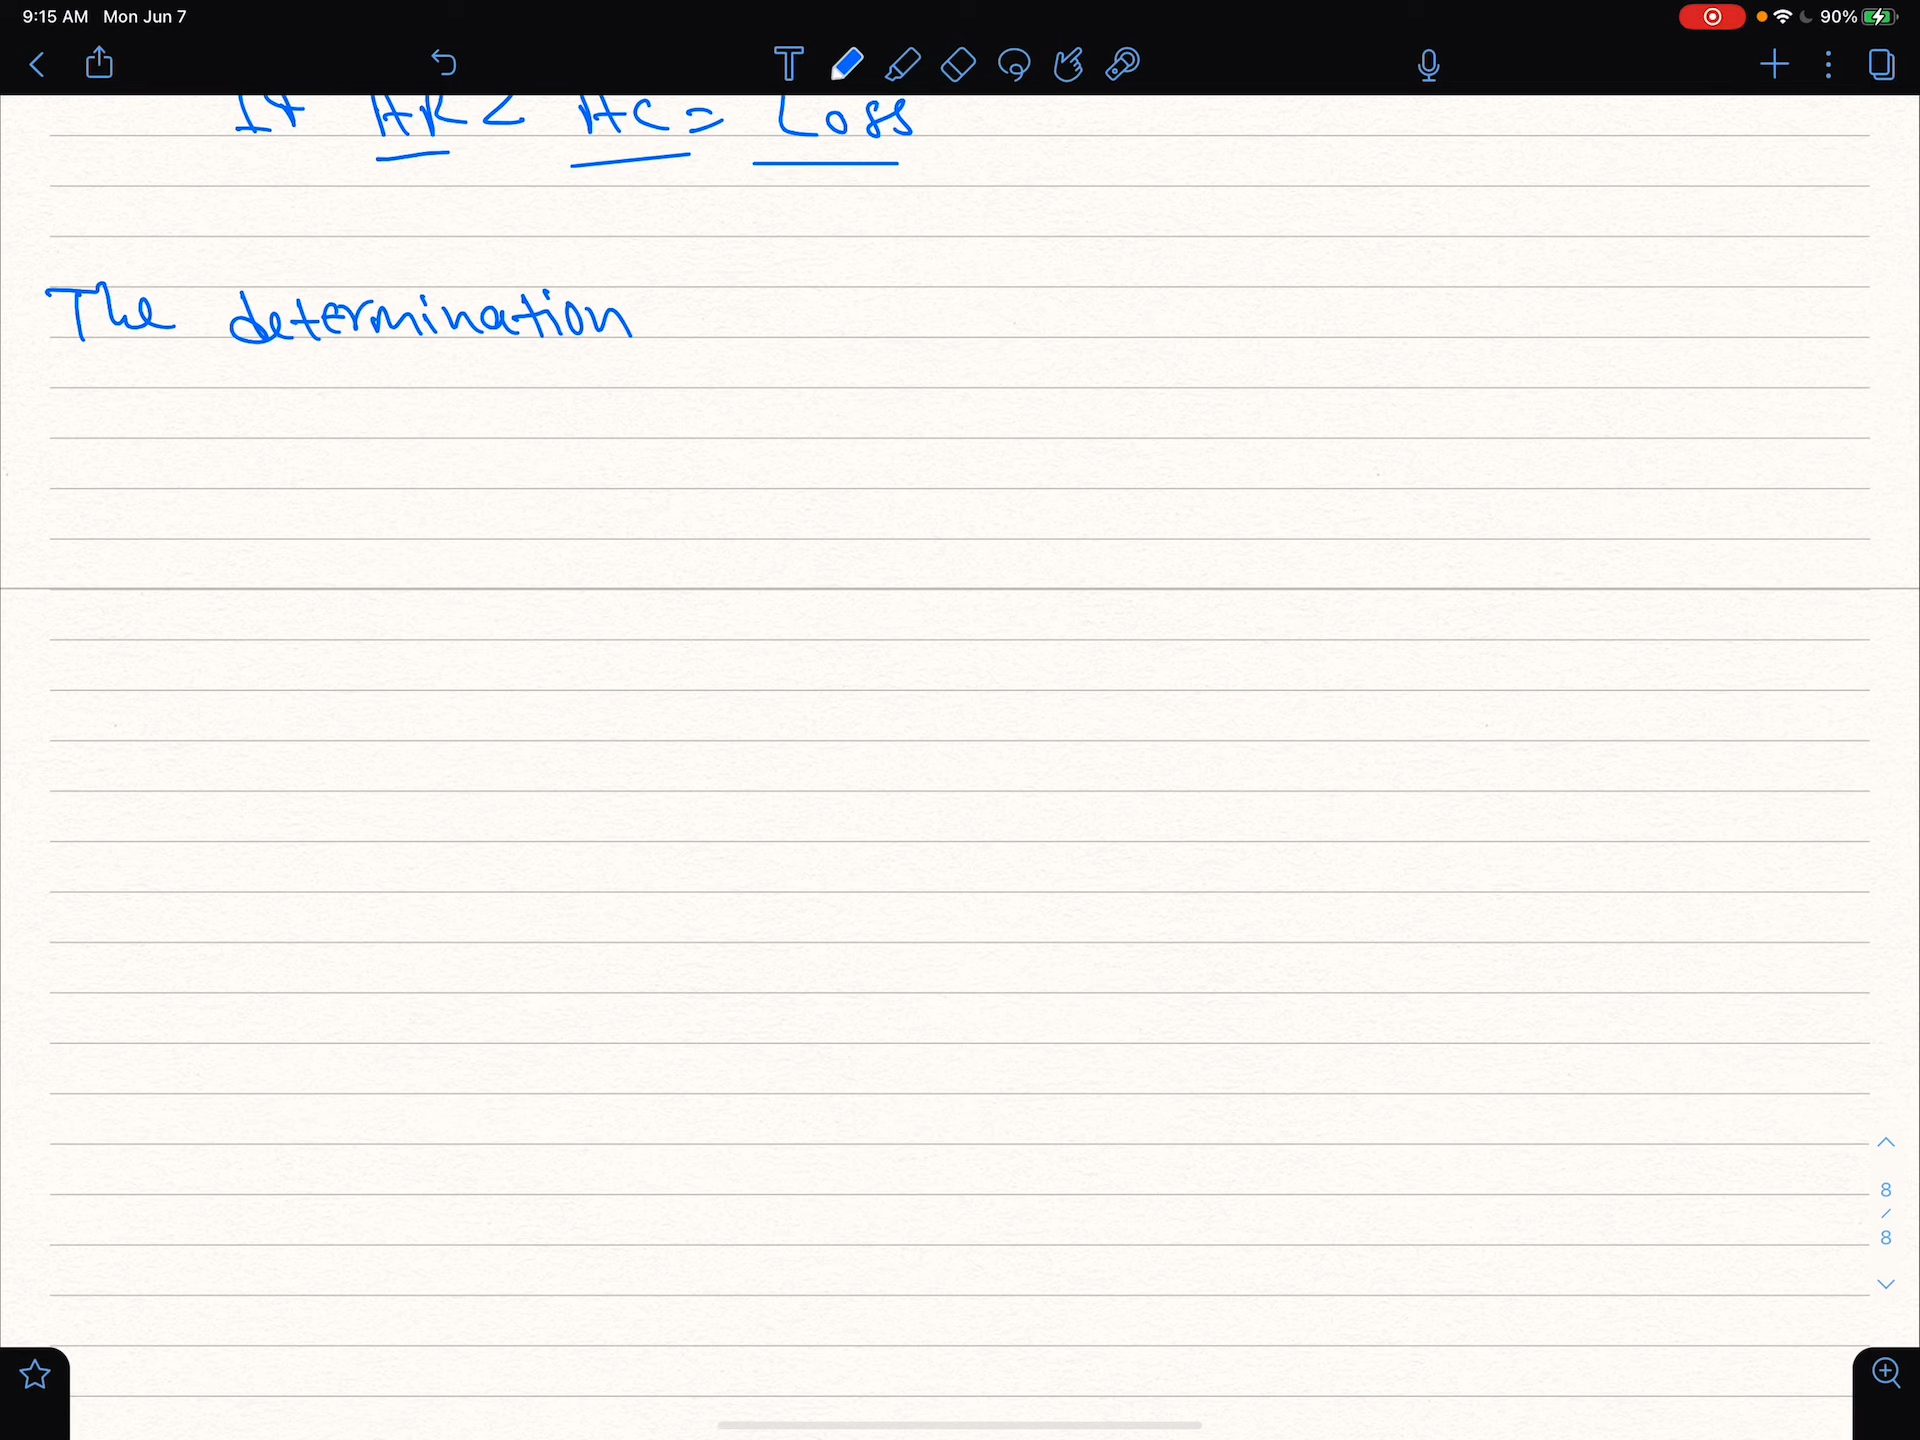 9:15 AM Mon Jun 7
90%
If AR < AC = Loss
The determination
8
/
8